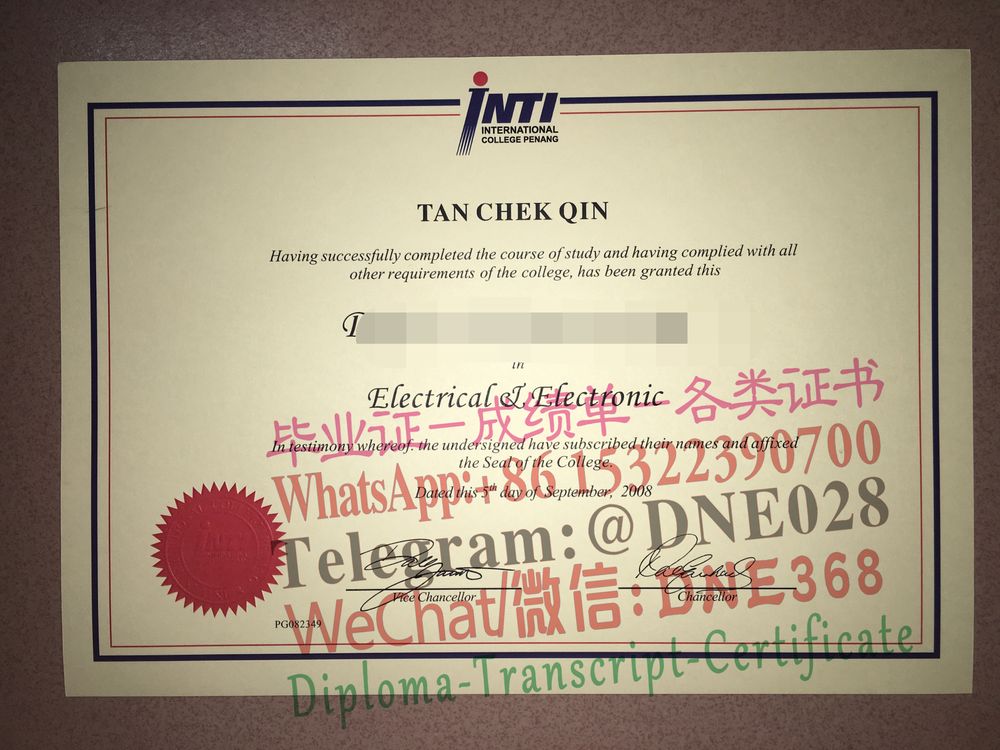 INTI
INTERNATIONAL
COLLEGE PENANG
TAN CHEK QIN
Having successfully completed the course of study and having complied with all
other requirements of the college, has been granted this
in
Electrical & Electronic
毕业证－成绩单－各类证书
In testimony whereof. the undersigned have subscribed their names and affixed
the Seal of the College.
WhatsApp:+86 15322390700
Dated this 5th day of September, 2008
Telegram:@DNE028
WeChat/微信:DNE368
Vice Chancellor
Chancellor
PG082349
Diploma-Transcript-Certificate